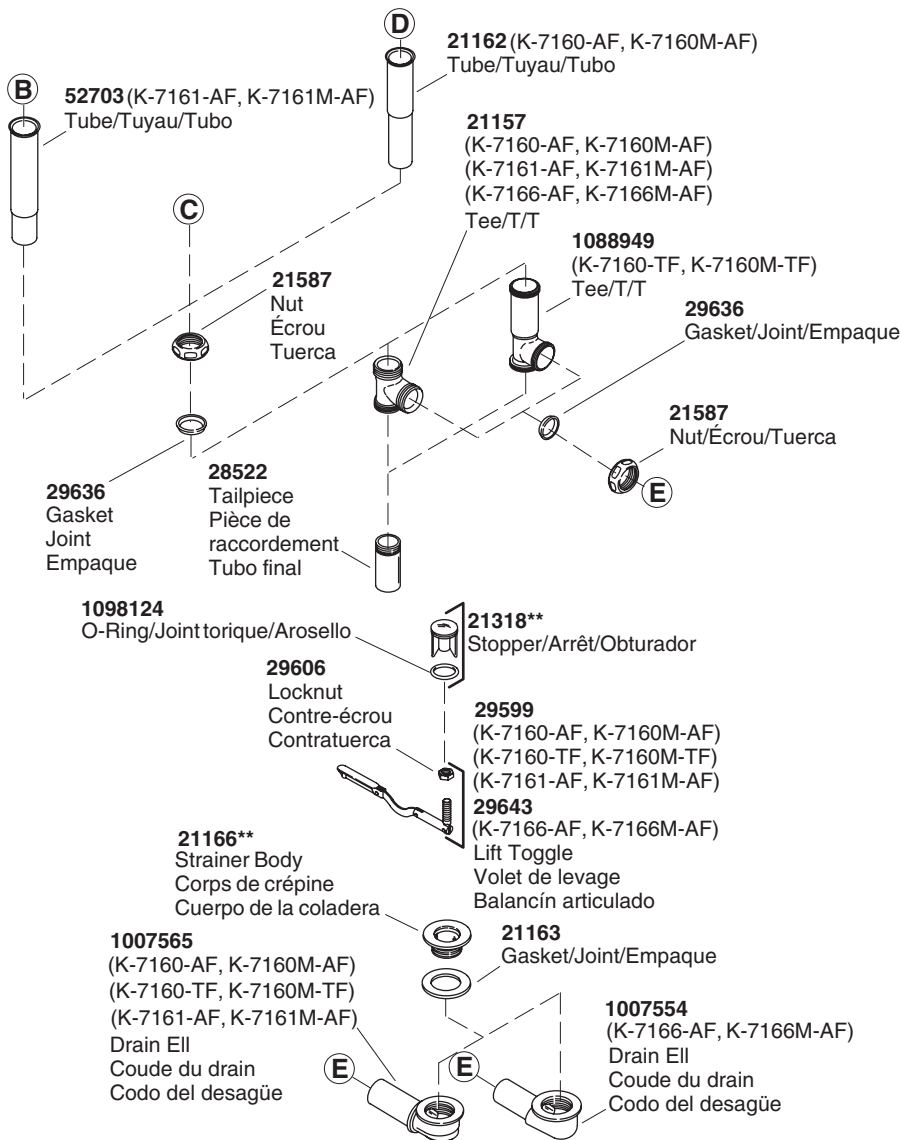 D
21162 (K-7160-AF, K-7160M-AF)
Tube/Tuyau/Tubo
B
52703 (K-7161-AF, K-7161M-AF)
Tube/Tuyau/Tubo
21157
(K-7160-AF, K-7160M-AF)
(K-7161-AF, K-7161M-AF)
(K-7166-AF, K-7166M-AF)
Tee/T/T
C
1088949
(K-7160-TF, K-7160M-TF)
Tee/T/T
21587
Nut
Écrou
Tuerca
29636
Gasket/Joint/Empaque
21587
Nut/Écrou/Tuerca
E
29636
Gasket
Joint
Empaque
28522
Tailpiece
Pièce de
raccordement
Tubo final
1098124
O-Ring/Joint torique/Arosello
21318**
Stopper/Arrêt/Obturador
29606
Locknut
Contre-écrou
Contratuerca
29599
(K-7160-AF, K-7160M-AF)
(K-7160-TF, K-7160M-TF)
(K-7161-AF, K-7161M-AF)
29643
(K-7166-AF, K-7166M-AF)
Lift Toggle
Volet de levage
Balancín articulado
21166**
Strainer Body
Corps de crépine
Cuerpo de la coladera
21163
Gasket/Joint/Empaque
1007565
(K-7160-AF, K-7160M-AF)
(K-7160-TF, K-7160M-TF)
(K-7161-AF, K-7161M-AF)
Drain Ell
Coude du drain
Codo del desagüe
E
E
1007554
(K-7166-AF, K-7166M-AF)
Drain Ell
Coude du drain
Codo del desagüe